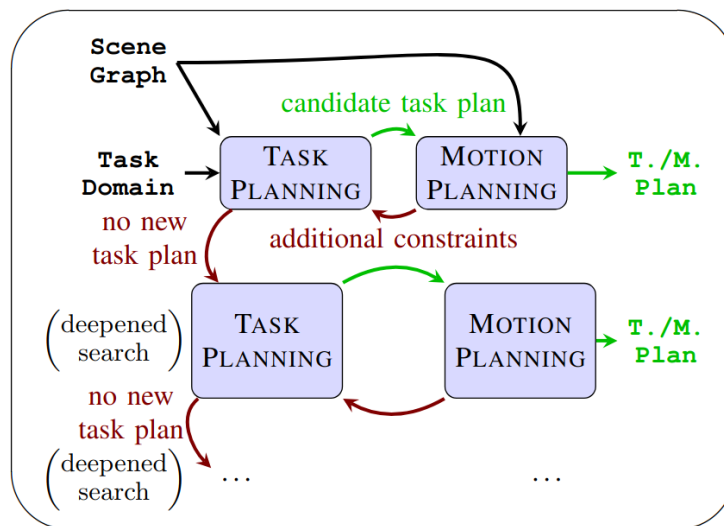 Scene
Graph
candidate task plan
Task
Domain
TASK
PLANNING
MOTION
PLANNING
T./M.
Plan
no new
task plan
additional constraints
(deepened
search)
TASK
PLANNING
MOTION
PLANNING
T./M.
Plan
no new
task plan
(deepened
search)
...
...